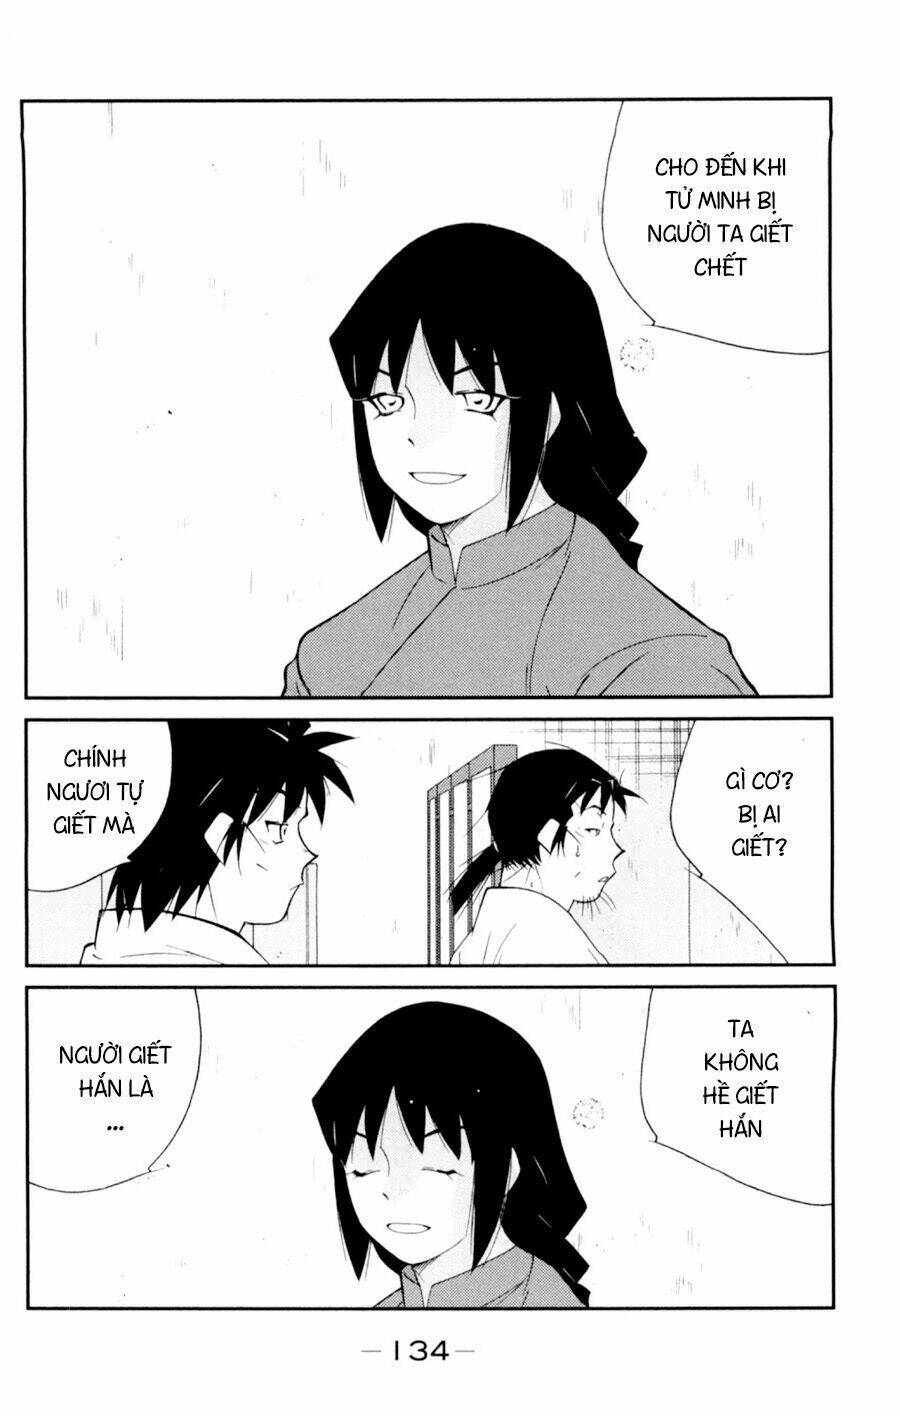 CHO ĐẾN KHI
TỬ MINH BỊ
NGƯỜI TA GIẾT
CHẾT
GÌ CƠ?
BỊ AI
GIẾT?
CHÍNH
NGƯƠI TỰ
GIẾT MÀ
TA
KHÔNG
HỀ GIẾT
HẮN
NGƯỜI GIẾT
HẮN LÀ
...
— 134 —